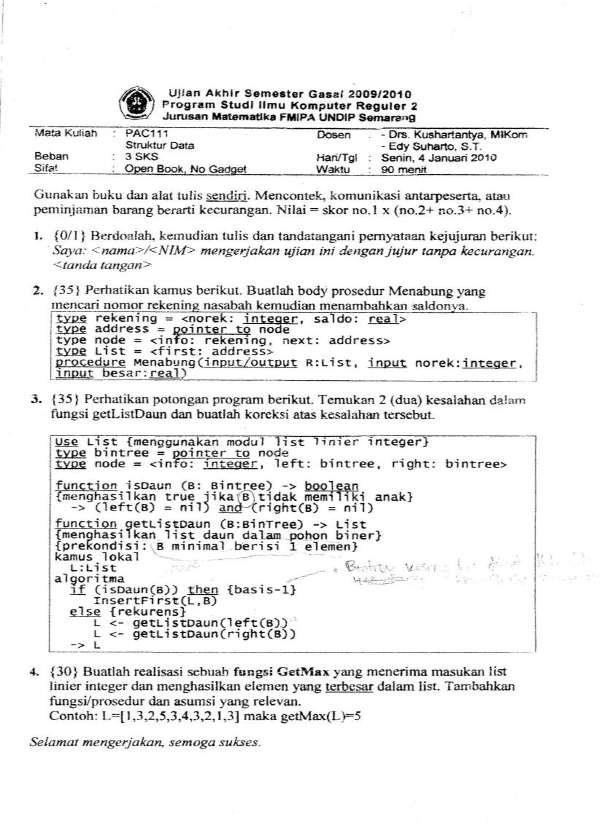 Ujian Akhir Semester Gasal 2009/2010
Program Studi Ilmu Komputer Reguler 2
Jurusan Matematika FMIPA UNDIP Semarang
Mata Kuliah : PAC111 Dosen : - Drs. Kushartantya, MIKom
Struktur Data - Edy Suharto, S.T.
Beban : 3 SKS Hari/Tgl : Senin, 4 Januari 2010
Sifat : Open Book, No Gadget Waktu : 90 menit
Gunakan buku dan alat tulis sendiri. Mencontek, komunikasi antarpeserta, atau
peminjaman barang berarti kecurangan. Nilai = skor no.1 x (no.2+ no.3+ no.4).
1. {0/1} Berdoalah, kemudian tulis dan tandatangani pernyataan kejujuran berikut:
Saya: <nama>/<NIM> mengerjakan ujian ini dengan jujur tanpa kecurangan.
<tanda tangan>
2. {35} Perhatikan kamus berikut. Buatlah body prosedur Menabung yang
mencari nomor rekening nasabah kemudian menambahkan saldonya.
type rekening = <norek: integer, saldo: real>
type address = pointer to node
type node = <info: rekening, next: address>
type List = <first: address>
procedure Menabung(input/output R:List, input norek:integer,
input besar:real)
3. {35} Perhatikan potongan program berikut. Temukan 2 (dua) kesalahan dalam
fungsi getListDaun dan buatlah koreksi atas kesalahan tersebut.
Use List {menggunakan modul list linier integer}
type bintree = pointer to node
type node = <info: integer, left: bintree, right: bintree>
function isDaun (B: Bintree) -> boolean
{menghasilkan true jika B tidak memiliki anak}
-> (left(B) = nil) and (right(B) = nil)
function getListDaun (B:BinTree) -> List
{menghasilkan list daun dalam pohon biner}
{prekondisi: B minimal berisi 1 elemen}
kamus lokal
L:List
algoritma
if (isDaun(B)) then {basis-1}
InsertFirst(L,B)
else {rekurens}
L <- getListDaun(left(B))
L <- getListDaun(right(B))
-> L
4. {30} Buatlah realisasi sebuah fungsi GetMax yang menerima masukan list
linier integer dan menghasilkan elemen yang terbesar dalam list. Tambahkan
fungsi/prosedur dan asumsi yang relevan.
Contoh: L=[1,3,2,5,3,4,3,2,1,3] maka getMax(L)=5
Selamat mengerjakan, semoga sukses.